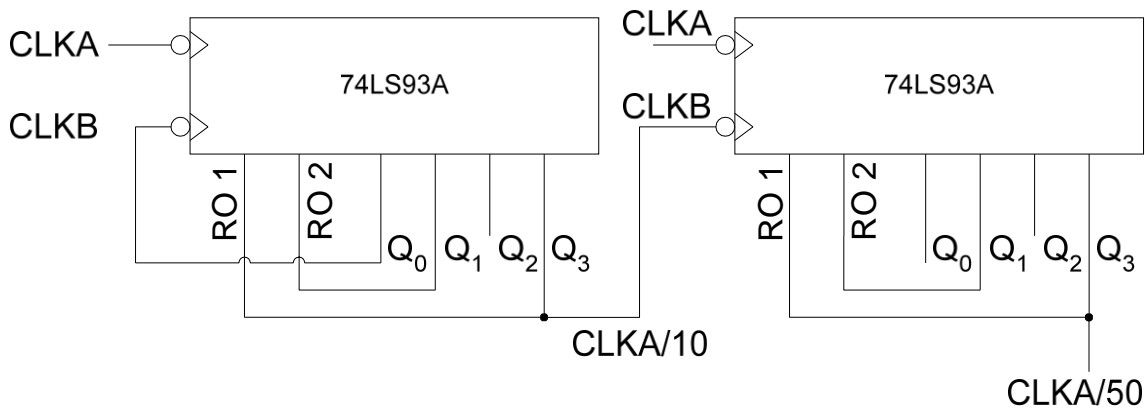 CLKA
74LS93A
CLKB
RO 1
RO 2
Q0
Q1
Q2
Q3
CLKA/10
CLKA
74LS93A
CLKB
RO 1
RO 2
Q0
Q1
Q2
Q3
CLKA/50